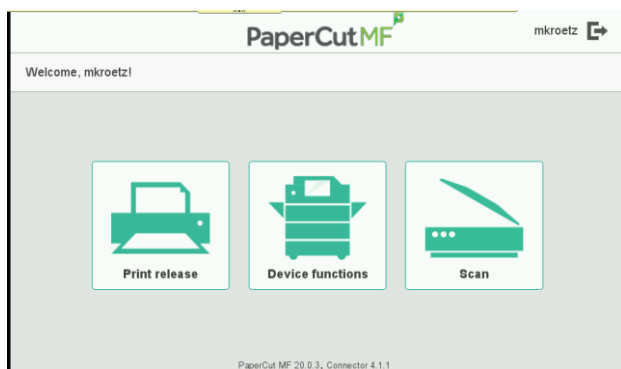 PaperCutMF
mkroetz
Welcome, mkroetz!
Print release
Device functions
Scan
PaperCut MF 20.0.3, Connector 4.1.1